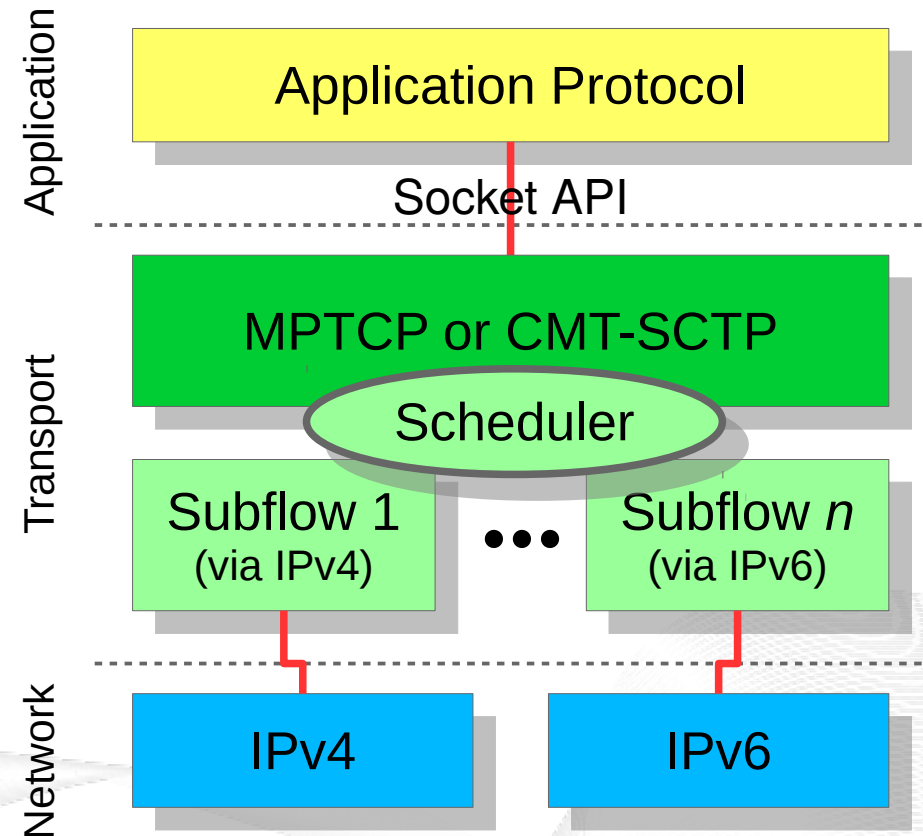 Application
Application Protocol
Socket API
Transport
MPTCP or CMT-SCTP
Scheduler
Subflow 1
(via IPv4)
•••
Subflow n
(via IPv6)
Network
IPv4
IPv6